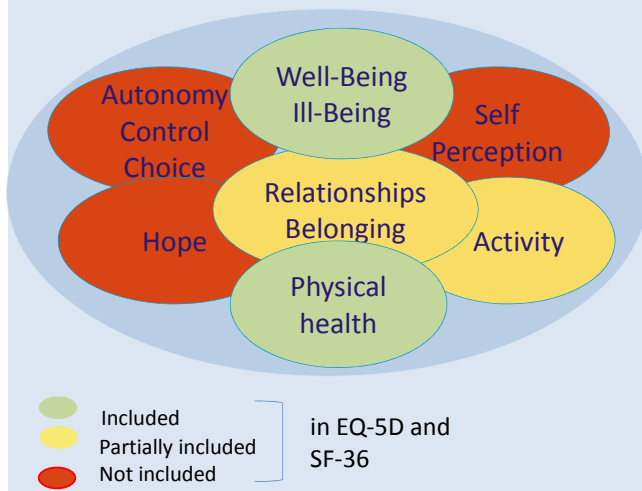 Well-Being
Ill-Being
Autonomy
Control
Choice
Self
Perception
Relationships
Belonging
Hope
Activity
Physical
health
Included
Partially included
Not included
in EQ-5D and
SF-36